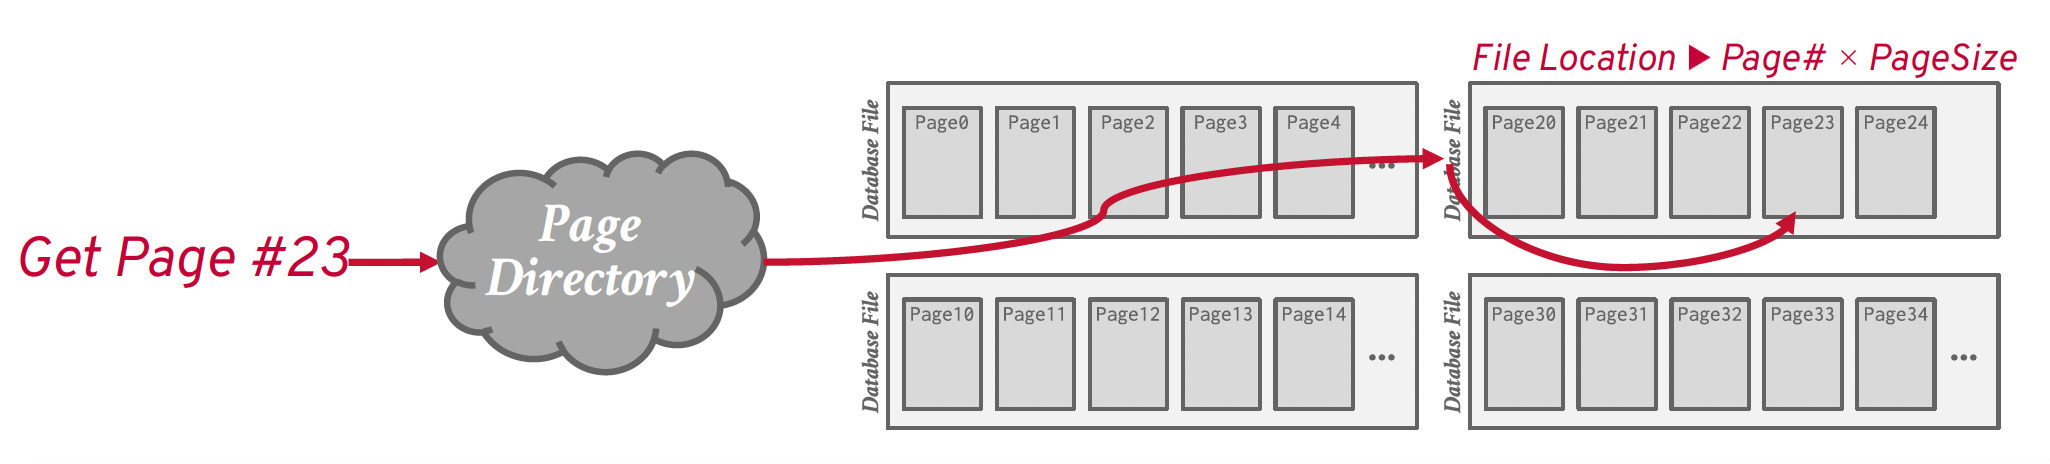 File Location ▶ Page# × PageSize
Get Page #23
Page
Directory
Database File
Page0 Page1 Page2 Page3 Page4 ...
Database File
Page20 Page21 Page22 Page23 Page24
Database File
Page10 Page11 Page12 Page13 Page14 ...
Database File
Page30 Page31 Page32 Page33 Page34 ...